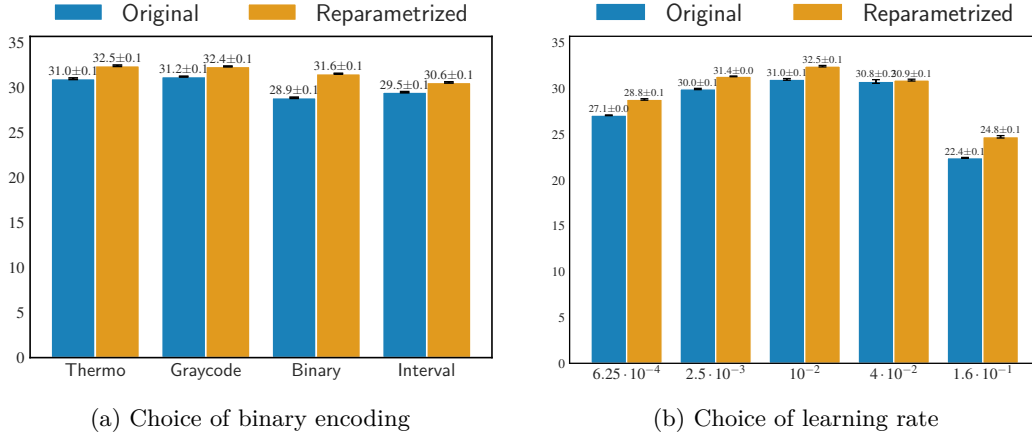 Original Reparametrized
35
30
25
20
15
10
5
0
31.0±0.1 32.5±0.1 31.2±0.1 32.4±0.1 28.9±0.1 31.6±0.1 29.5±0.1 30.6±0.1
Thermo Graycode Binary Interval
(a) Choice of binary encoding
Original Reparametrized
35
30
25
20
15
10
5
0
27.1±0.0 28.8±0.1 30.0±0.1 31.4±0.0 31.0±0.1 32.5±0.1 30.8±0.2 30.9±0.1 22.4±0.1 24.8±0.1
6.25 · 10⁻⁴ 2.5 · 10⁻³ 10⁻² 4 · 10⁻² 1.6 · 10⁻¹
(b) Choice of learning rate